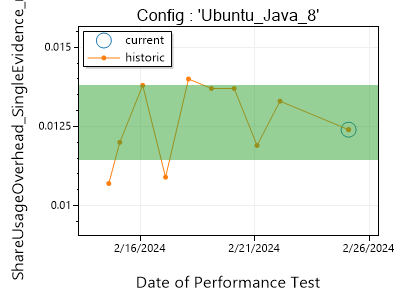 Config : 'Ubuntu_Java_8'
current
historic
ShareUsageOverhead_SingleEvidence_
0.015
0.0125
0.01
2/16/2024
2/21/2024
2/26/2024
Date of Performance Test